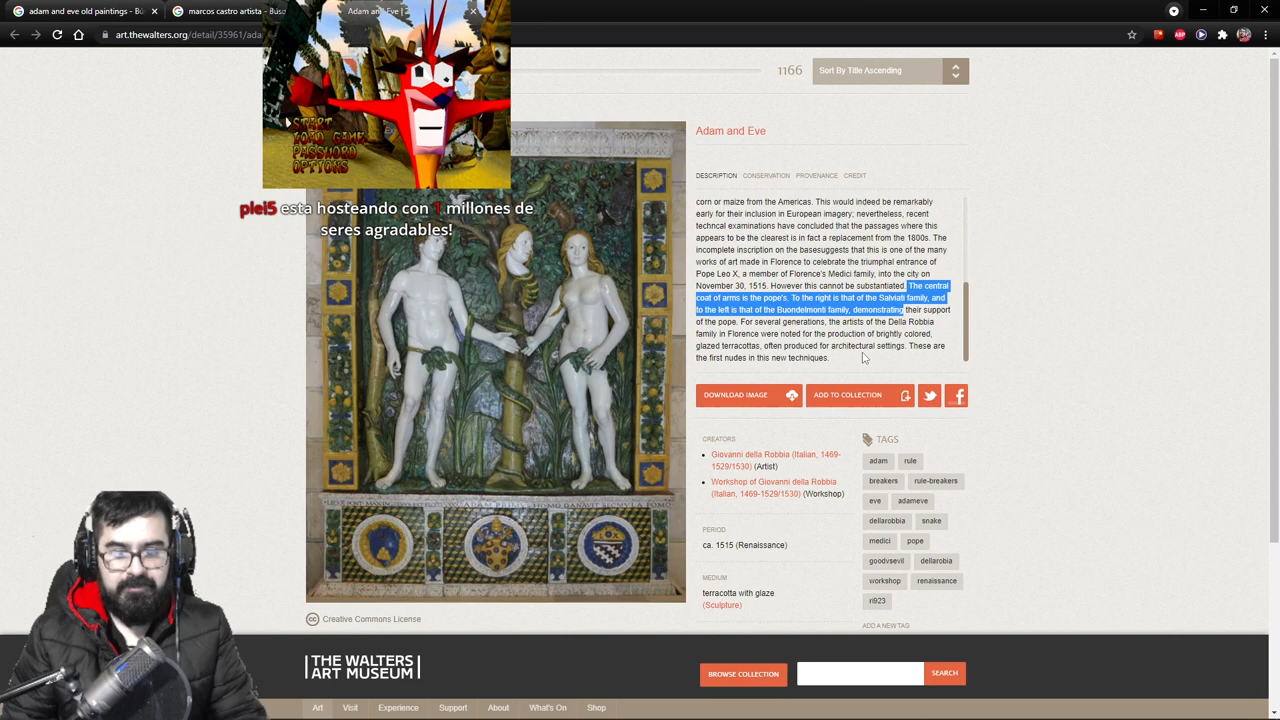 adam and eve old paintings - Bú
marcos castro artista - Bús
Adam and Eve |
art.thewalters.org/detail/35961/ada
START
LOAD GAME
PASSWORD
OPTIONS
plei5 esta hosteando con 1 millones de
seres agradables!
1166
Sort By Title Ascending
Adam and Eve
DESCRIPTION CONSERVATION PROVENANCE CREDIT
corn or maize from the Americas. This would indeed be remarkably
early for their inclusion in European imagery; nevertheless, recent
techncal examinations have concluded that the passages where this
appears to be the clearest is in fact a replacement from the 1800s. The
incomplete inscription on the basesuggests that this is one of the many
works of art made in Florence to celebrate the triumphal entrance of
Pope Leo X, a member of Florence's Medici family, into the city on
November 30, 1515. However this cannot be substantiated. The central
coat of arms is the pope's. To the right is that of the Salviati family, and
to the left is that of the Buondelmonti family, demonstrating their support
of the pope. For several generations, the artists of the Della Robbia
family in Florence were noted for the production of brightly colored,
glazed terracottas, often produced for architectural settings. These are
the first nudes in this new techniques.
DOWNLOAD IMAGE
ADD TO COLLECTION
CREATORS
Giovanni della Robbia (Italian, 1469-
1529/1530) (Artist)
Workshop of Giovanni della Robbia
(Italian, 1469-1529/1530) (Workshop)
PERIOD
ca. 1515 (Renaissance)
MEDIUM
terracotta with glaze
(Sculpture)
TAGS
adam rule
breakers rule-breakers
eve adameve
dellarobbia snake
medici pope
goodvsevil dellarobia
workshop renaissance
ri923
ADD A NEW TAG
Creative Commons License
THE WALTERS
ART MUSEUM
BROWSE COLLECTION
SEARCH
Art Visit Experience Support About What's On Shop